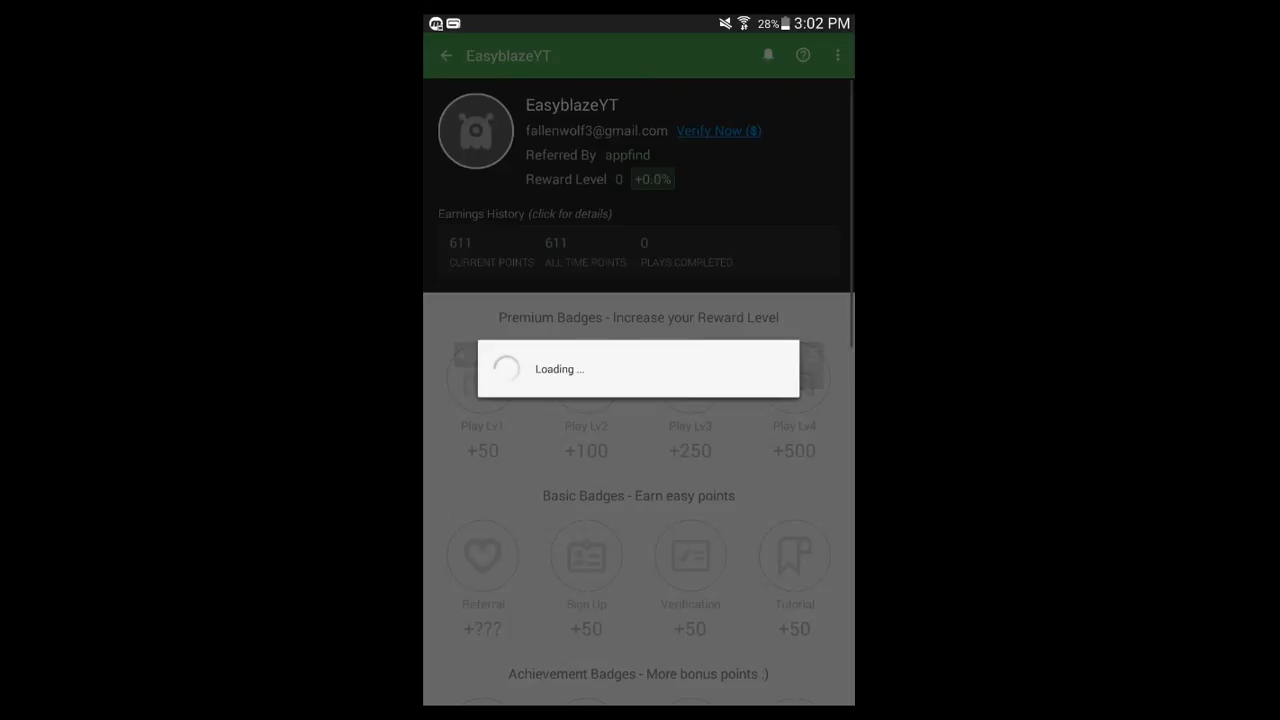 28% 3:02 PM
EasyblazeYT
EasyblazeYT
fallenwolf3@gmail.com Verify Now ($)
Referred By appfind
Reward Level 0 +0.0%
Earnings History (click for details)
611 611 0
CURRENT POINTS ALL TIME POINTS PLAYS COMPLETED
Premium Badges - Increase your Reward Level
Loading ...
Play Lv1 Play Lv2 Play Lv3 Play Lv4
+50 +100 +250 +500
Basic Badges - Earn easy points
Referral Sign Up Verification Tutorial
+??? +50 +50 +50
Achievement Badges - More bonus points :)